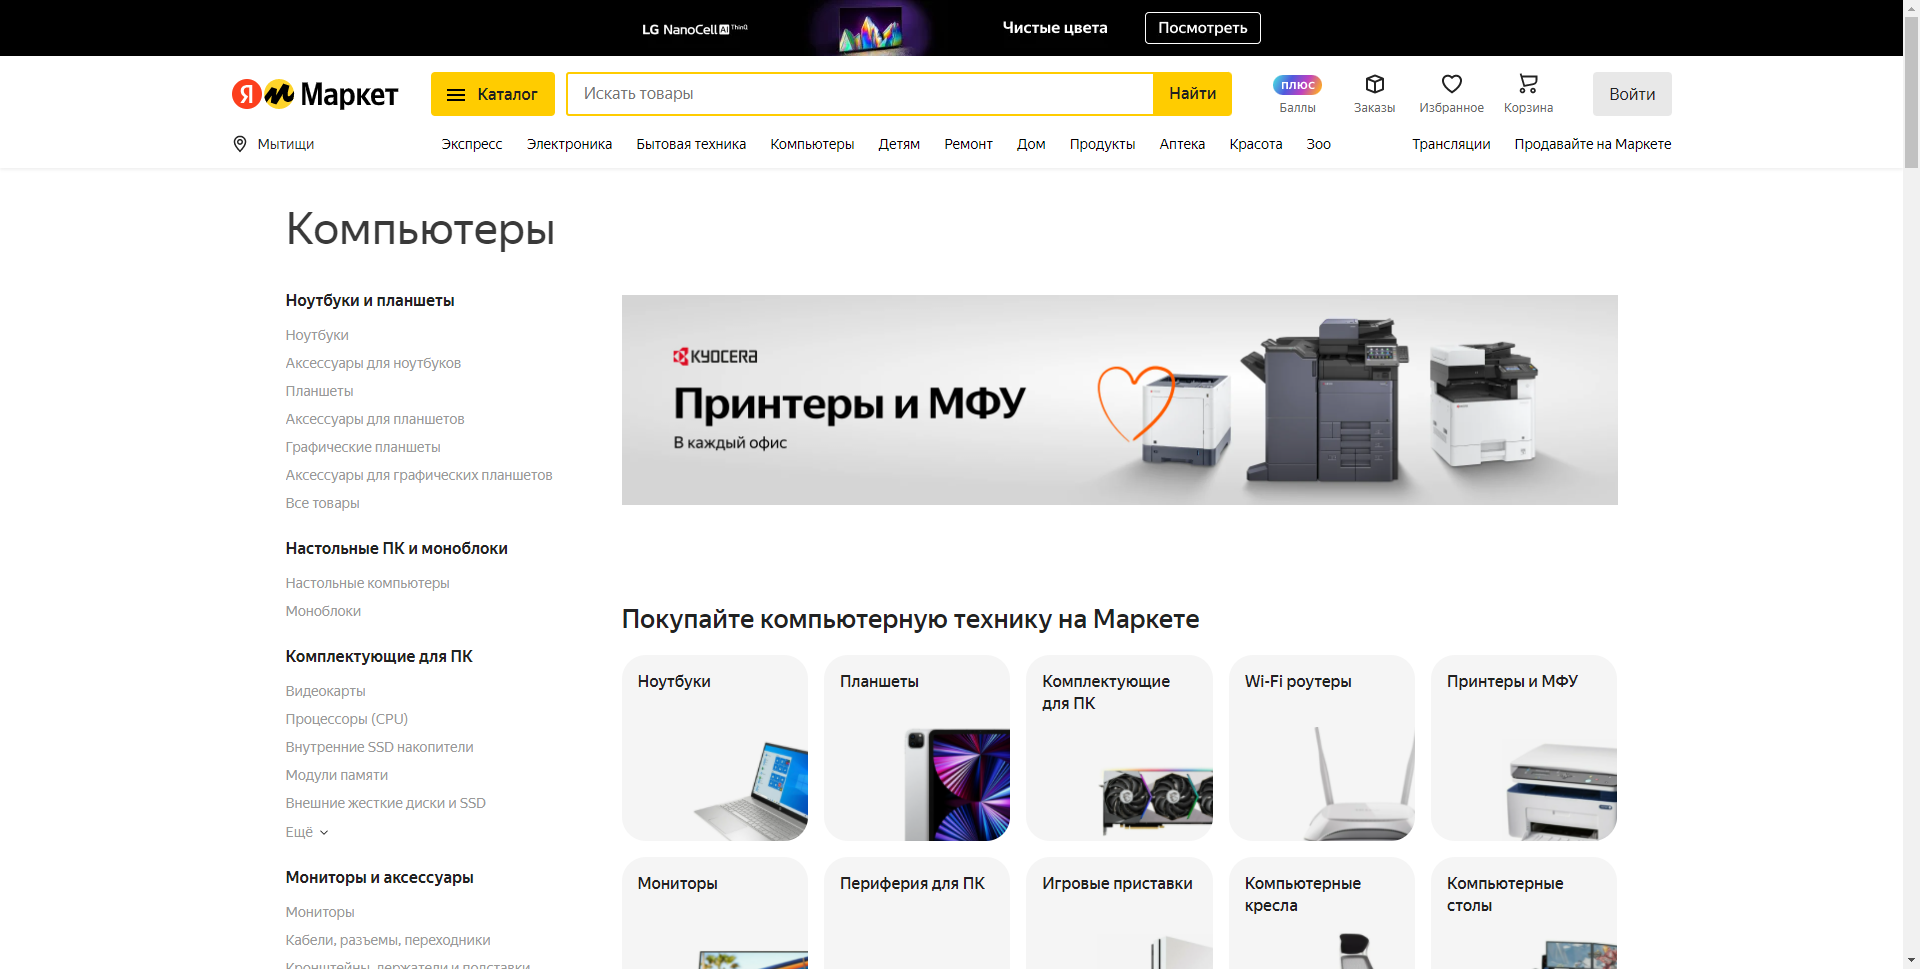 LG NanoCell AI ThinQ
Чистые цвета
Посмотреть
Я Маркет
Каталог
Искать товары
Найти
плюс
Баллы
Заказы
Избранное
Корзина
Войти
Мытищи
Экспресс
Электроника
Бытовая техника
Компьютеры
Детям
Ремонт
Дом
Продукты
Аптека
Красота
Зоо
Трансляции
Продавайте на Маркете
Компьютеры
Ноутбуки и планшеты
Ноутбуки
Аксессуары для ноутбуков
Планшеты
Аксессуары для планшетов
Графические планшеты
Аксессуары для графических планшетов
Все товары
Настольные ПК и моноблоки
Настольные компьютеры
Моноблоки
Комплектующие для ПК
Видеокарты
Процессоры (CPU)
Внутренние SSD накопители
Модули памяти
Внешние жесткие диски и SSD
Ещё
Мониторы и аксессуары
Мониторы
Кабели, разъемы, переходники
Кронштейны, держатели и подставки
KYOCERA
Принтеры и МФУ
В каждый офис
Покупайте компьютерную технику на Маркете
Ноутбуки
Планшеты
Комплектующие
для ПК
Wi-Fi роутеры
Принтеры и МФУ
Мониторы
Периферия для ПК
Игровые приставки
Компьютерные
кресла
Компьютерные
столы